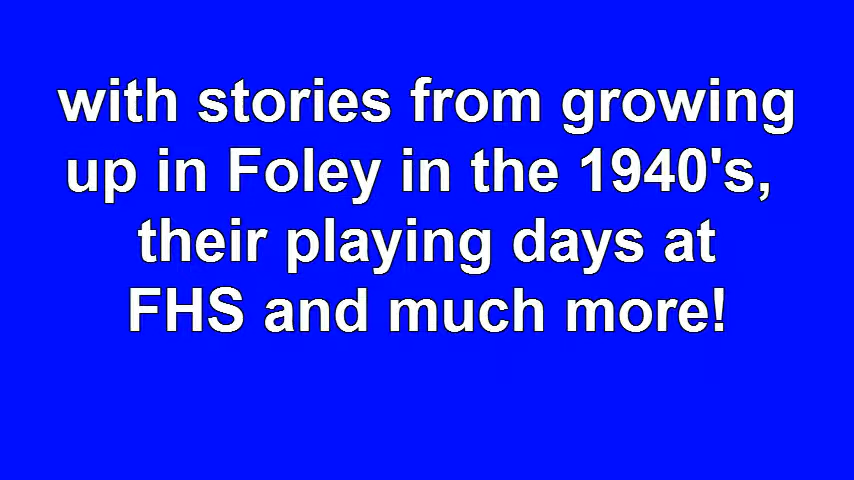 with stories from growing
up in Foley in the 1940's,
their playing days at
FHS and much more!